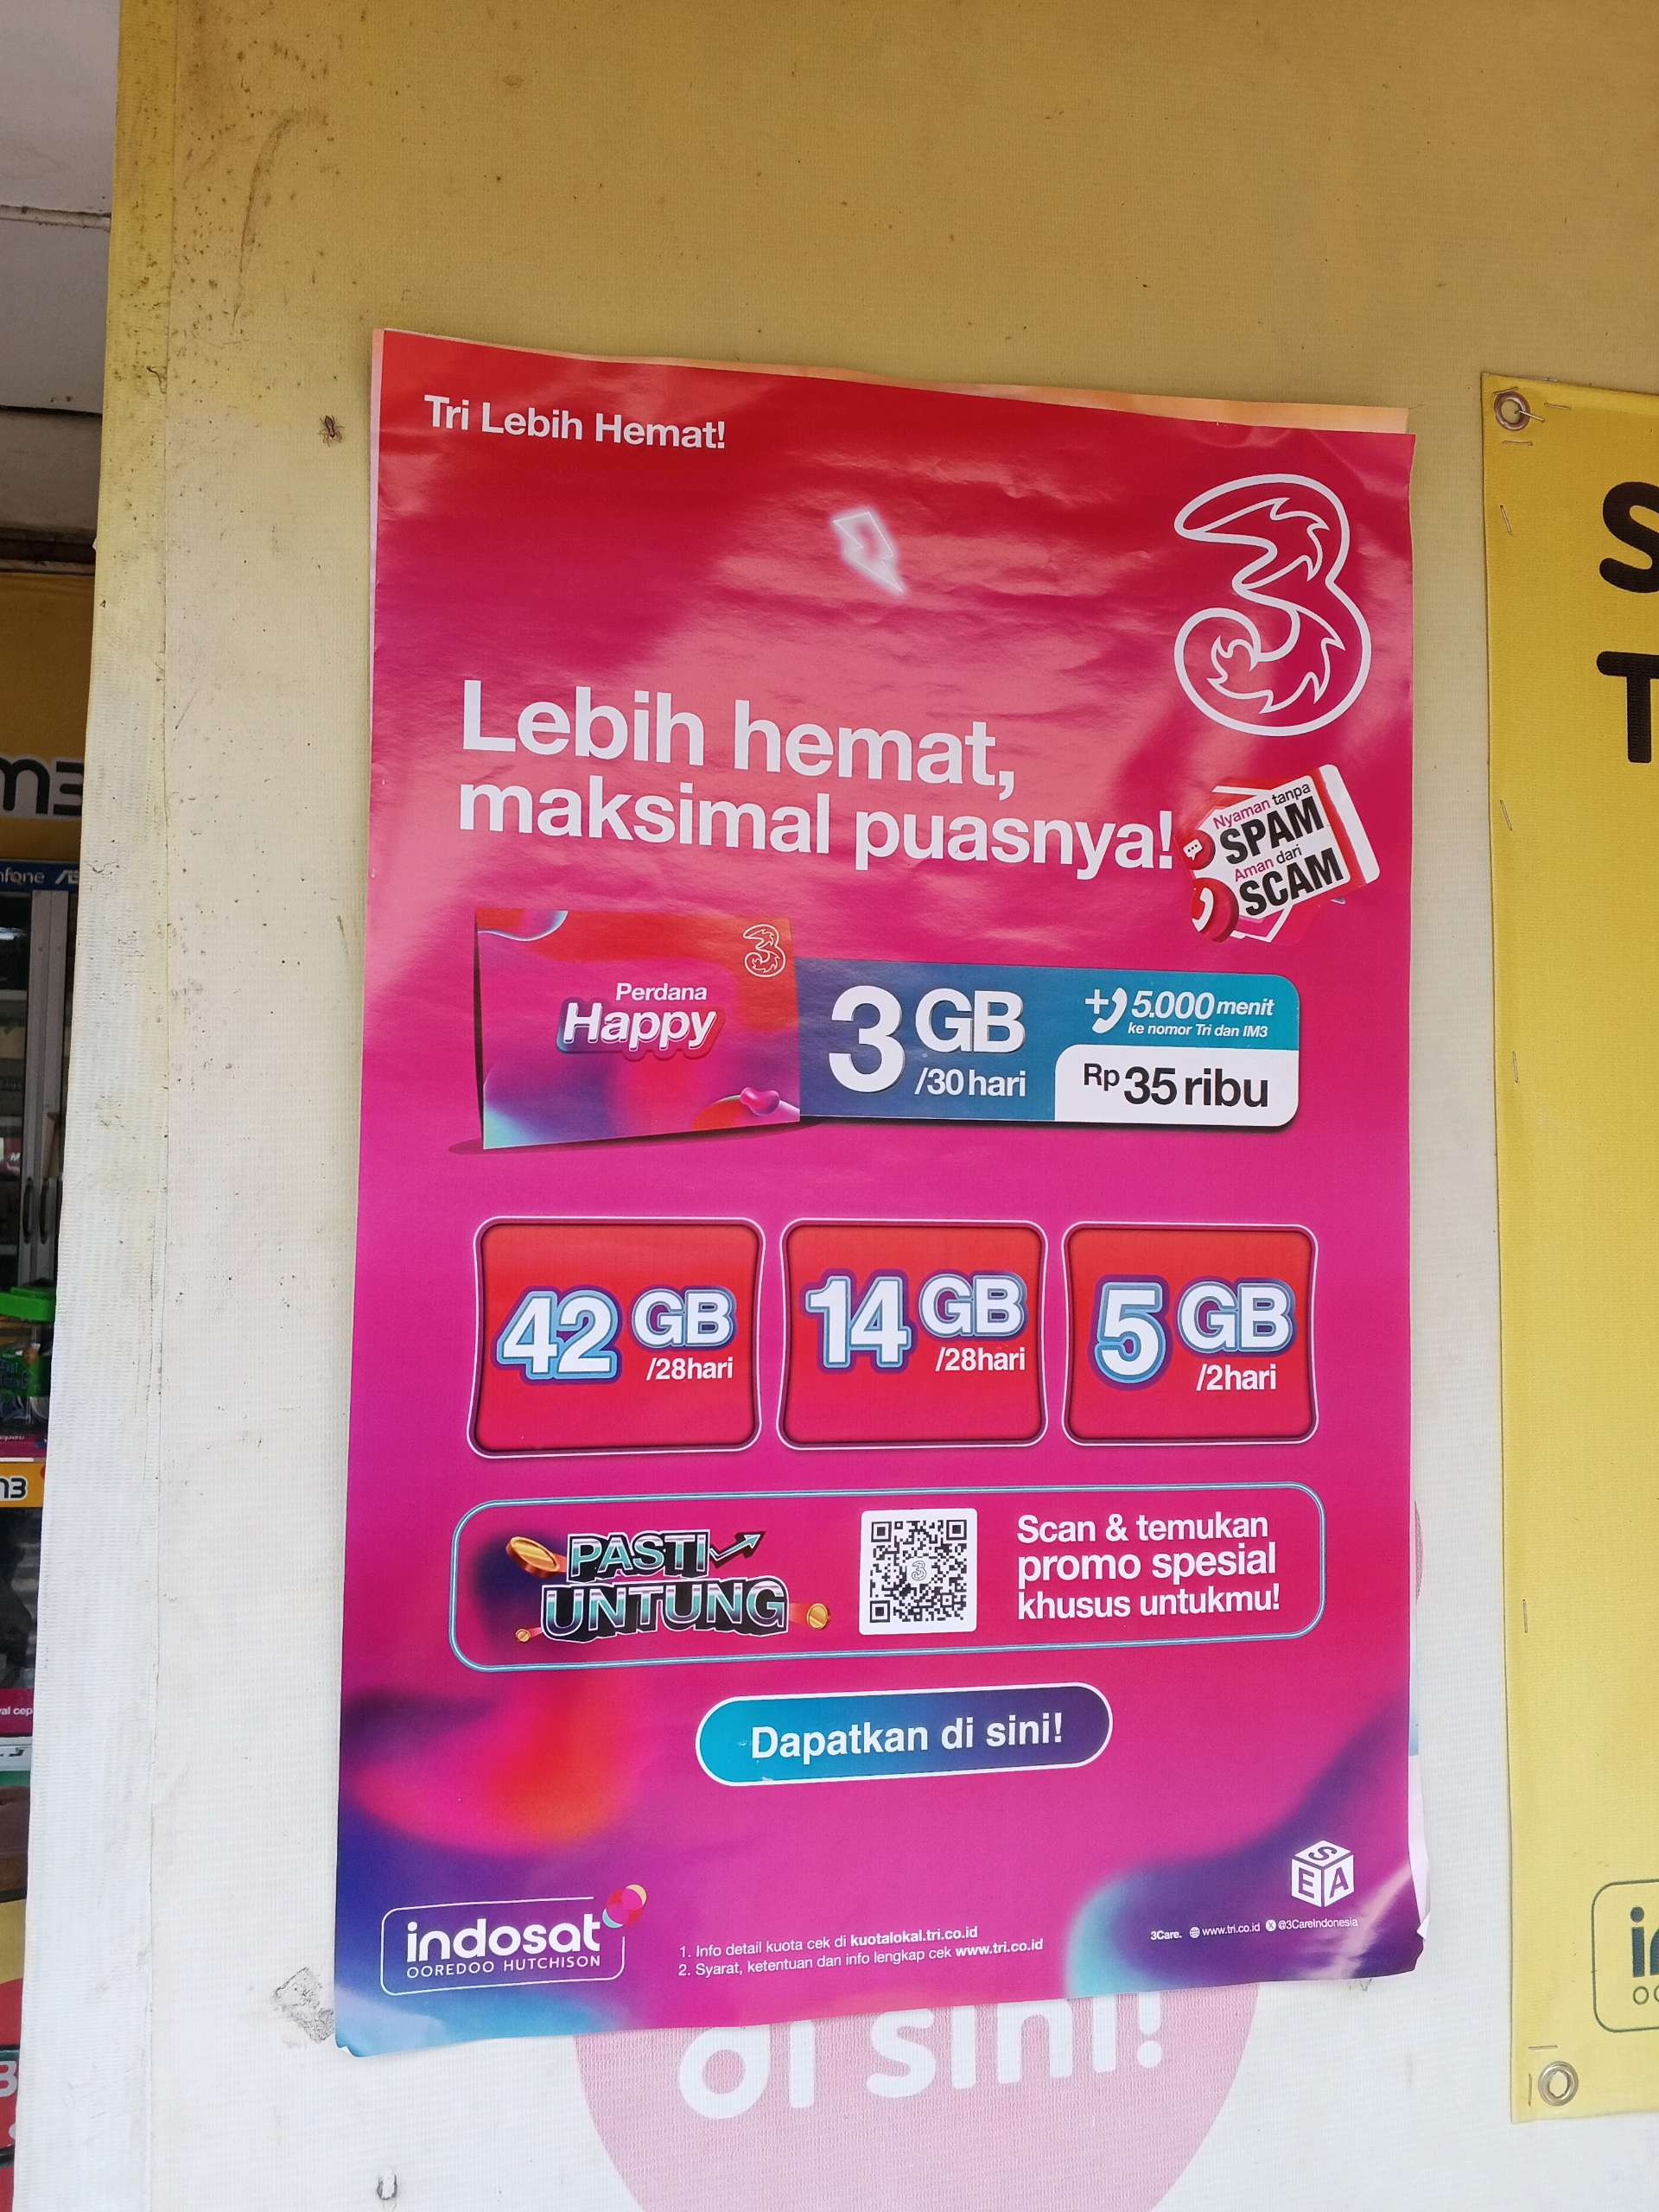 Tri Lebih Hemat!
3
Lebih hemat,
maksimal puasnya!
Nyaman tanpa
SPAM
Aman dari
SCAM
3
Perdana
Happy
3 GB
/30 hari
+ 5.000 menit
ke nomor Tri dan IM3
Rp 35 ribu
42 GB
/28hari
14 GB
/28hari
5 GB
/2hari
PASTI
UNTUNG
3
Scan & temukan
promo spesial
khusus untukmu!
Dapatkan di sini!
SEA
indosat
OOREDOO HUTCHISON
1. Info detail kuota cek di kuotalokal.tri.co.id
2. Syarat, ketentuan dan info lengkap cek www.tri.co.id
3Care. www.tri.co.id X @3CareIndonesia
di sini!